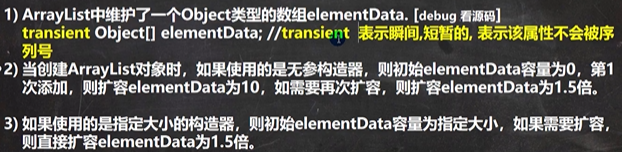 1) ArrayList中维护了一个Object类型的数组elementData. [debug 看源码]
transient Object[] elementData; //transient 表示瞬间,短暂的, 表示该属性不会被序
列号
2) 当创建ArrayList对象时，如果使用的是无参构造器，则初始elementData容量为0，第1
次添加，则扩容elementData为10，如需要再次扩容，则扩容elementData为1.5倍。
3) 如果使用的是指定大小的构造器，则初始elementData容量为指定大小，如果需要扩容，
则直接扩容elementData为1.5倍。